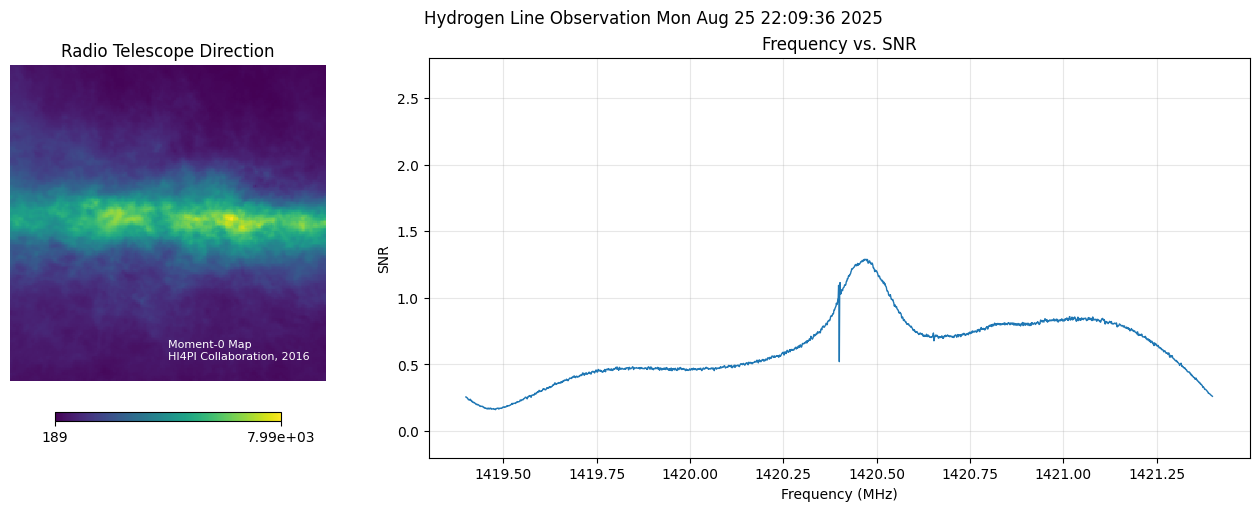 Hydrogen Line Observation Mon Aug 25 22:09:36 2025
Radio Telescope Direction
Moment-0 Map
HI4PI Collaboration, 2016
189 7.99e+03
Frequency vs. SNR
SNR
2.5
2.0
1.5
1.0
0.5
0.0
1419.50 1419.75 1420.00 1420.25 1420.50 1420.75 1421.00 1421.25
Frequency (MHz)